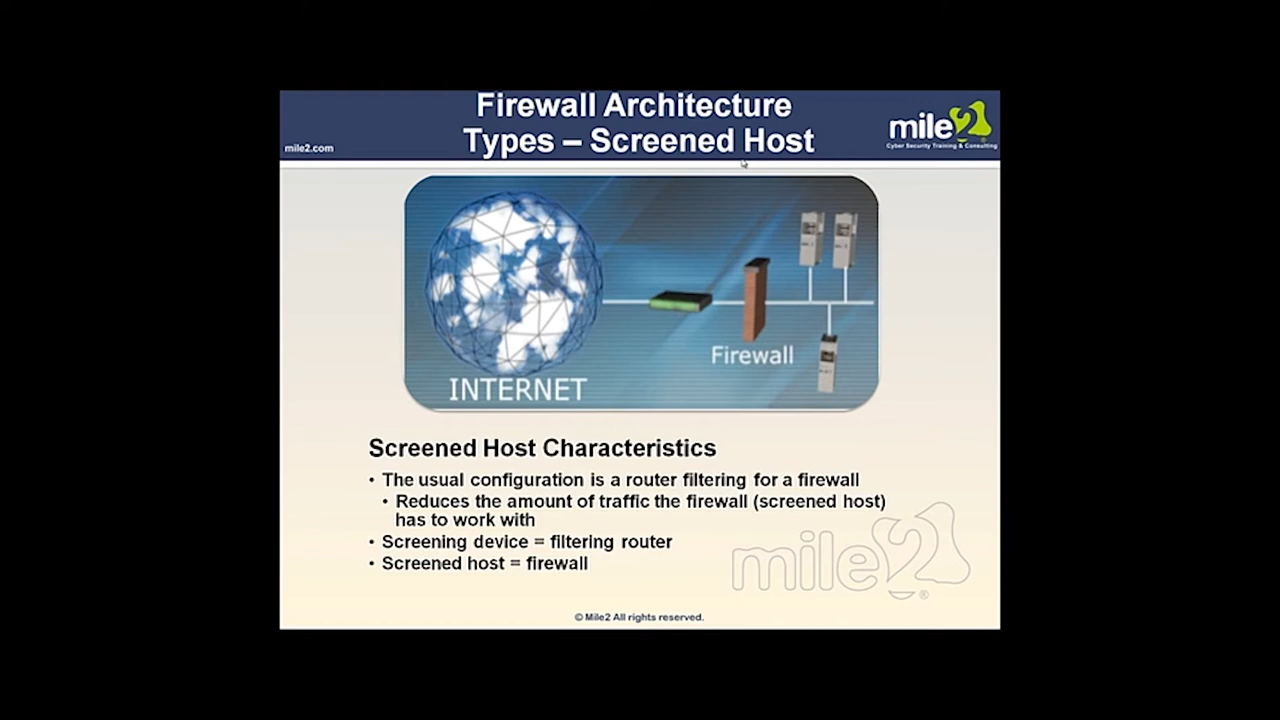 Firewall Architecture
Types – Screened Host
mile2.com
mile2
Cyber Security Training & Consulting
INTERNET
Firewall
Screened Host Characteristics
• The usual configuration is a router filtering for a firewall
• Reduces the amount of traffic the firewall (screened host)
has to work with
• Screening device = filtering router
• Screened host = firewall
mile2
®
© Mile2 All rights reserved.